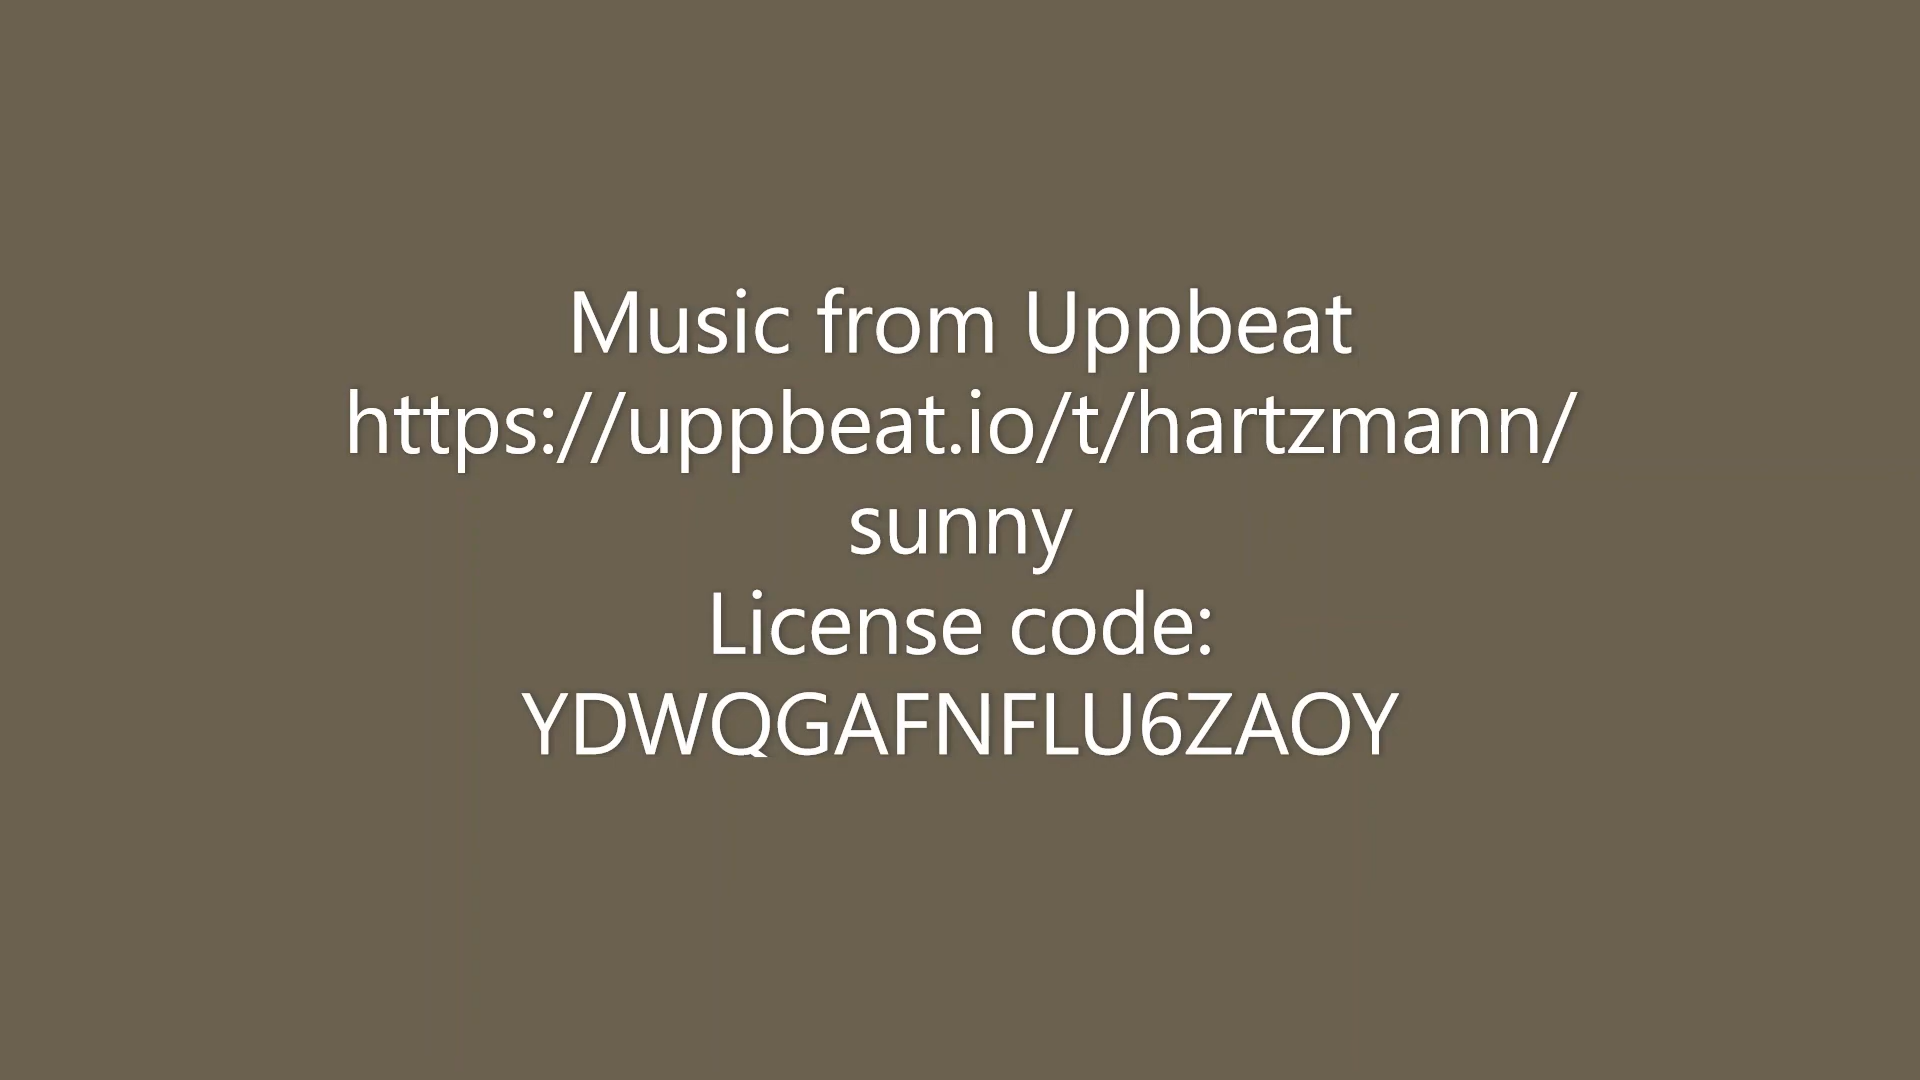 Music from Uppbeat
https://uppbeat.io/t/hartzmann/
sunny
License code:
YDWQGAFNFLU6ZAOY